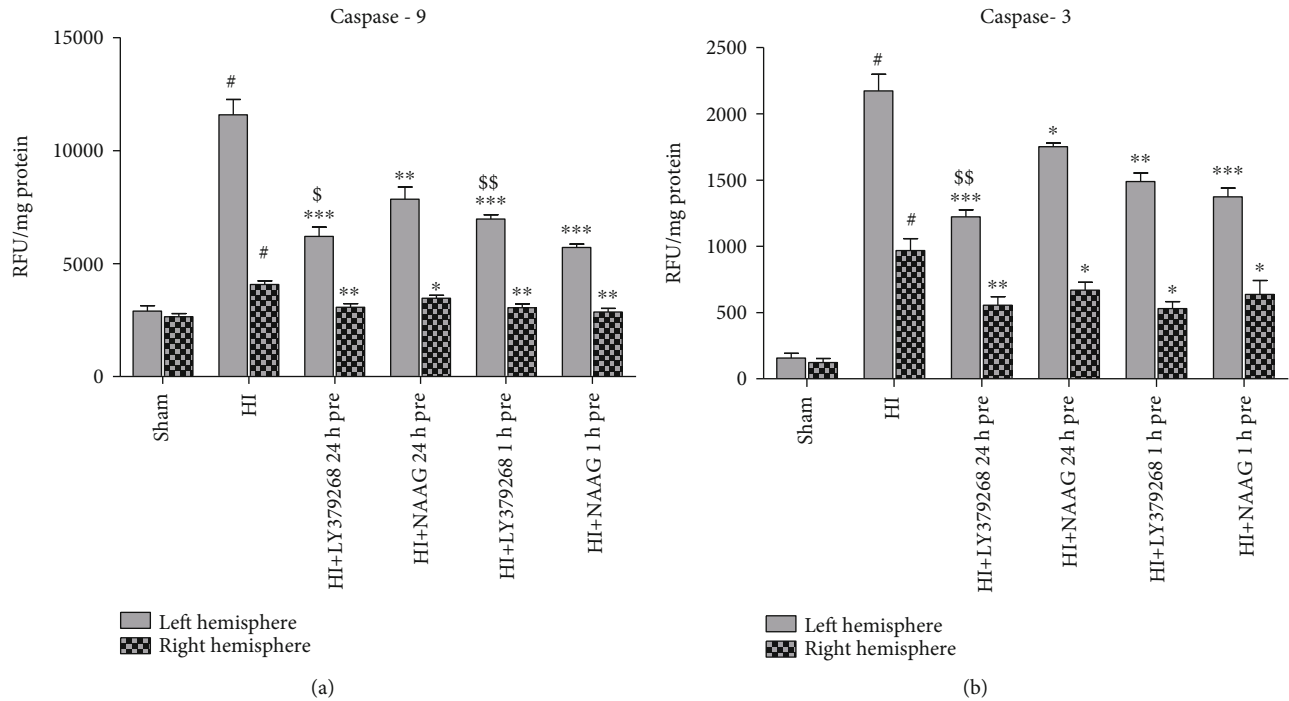 Caspase - 9
RFU/mg protein
15000
10000
5000
0
#
#
$
***
**
**
*
$$
***
**
***
**
Sham
HI
HI+LY379268 24 h pre
HI+NAAG 24 h pre
HI+LY379268 1 h pre
HI+NAAG 1 h pre
Left hemisphere
Right hemisphere
(a)
Caspase- 3
RFU/mg protein
2500
2000
1500
1000
500
0
#
#
$$
***
**
*
*
**
*
***
*
Sham
HI
HI+LY379268 24 h pre
HI+NAAG 24 h pre
HI+LY379268 1 h pre
HI+NAAG 1 h pre
Left hemisphere
Right hemisphere
(b)